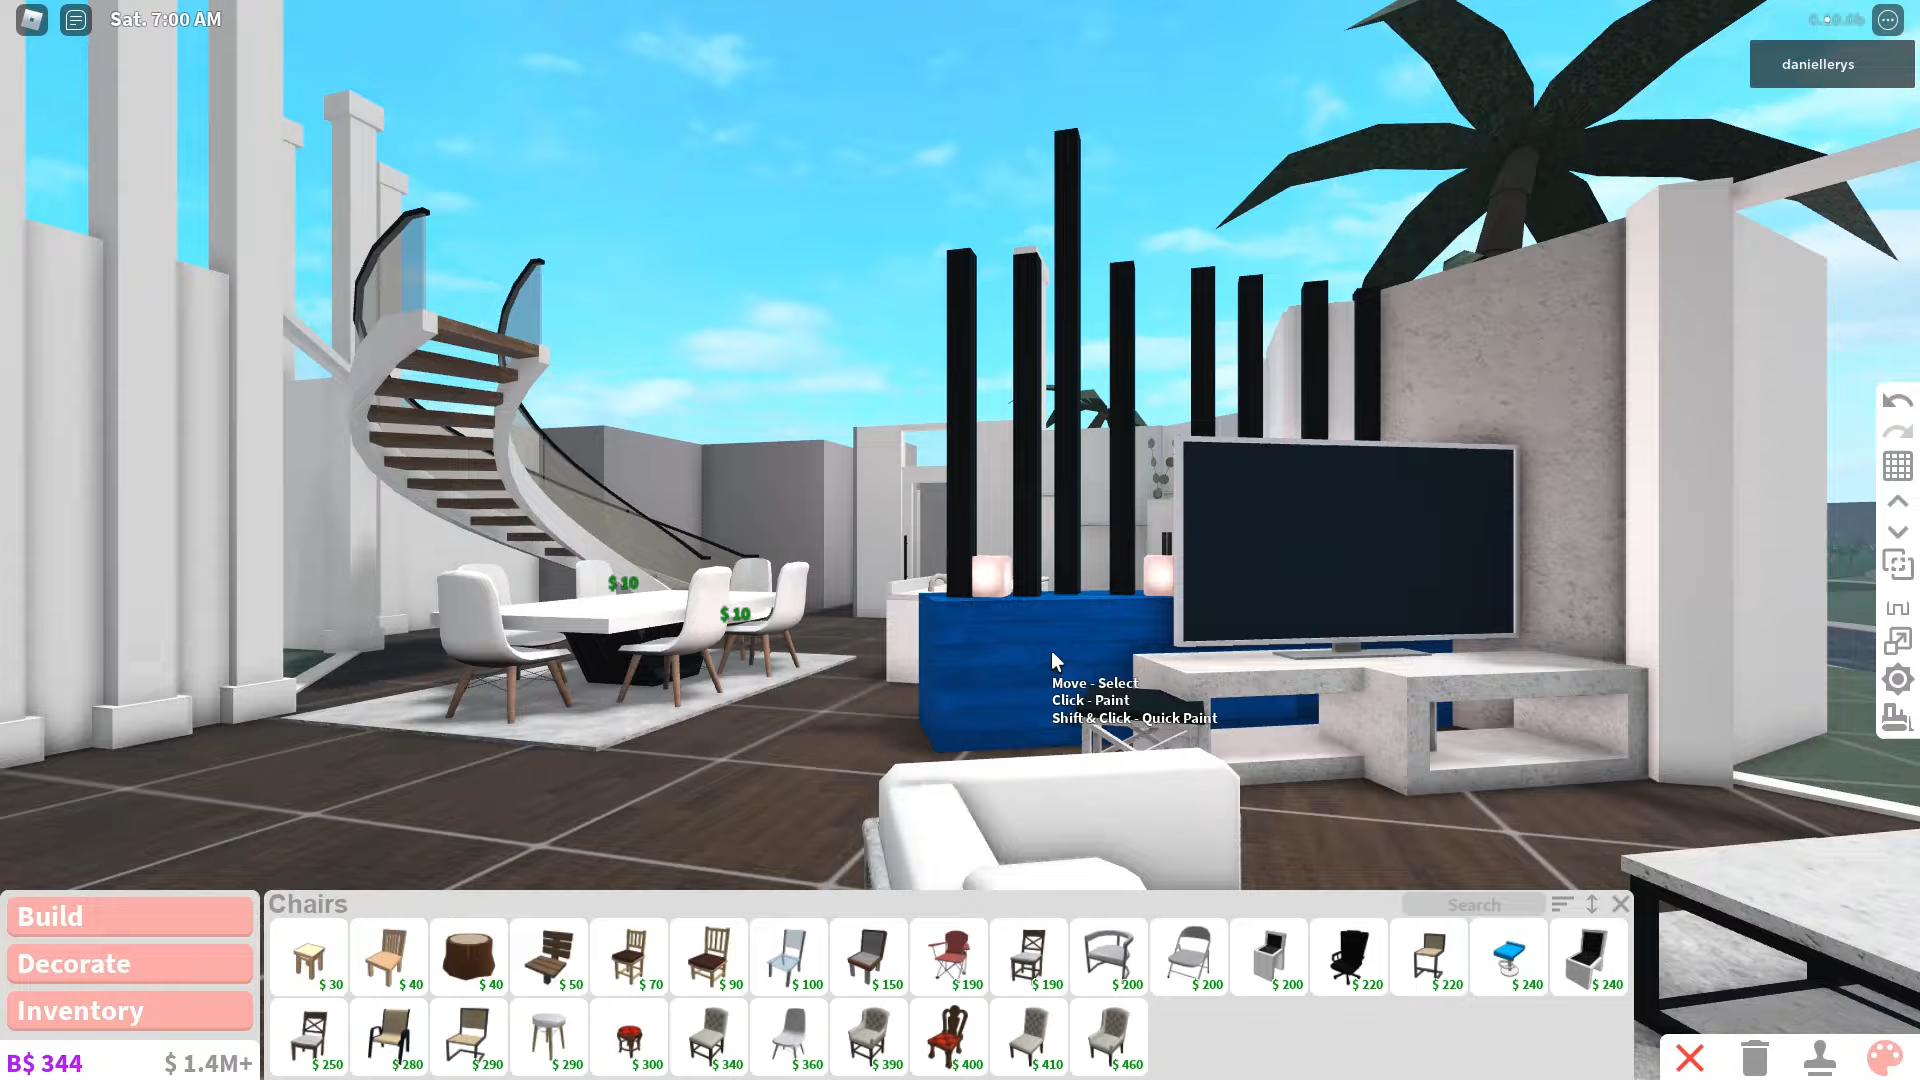 Sat. 7:00 AM
daniellerys
$ 10
$ 10
Move - Select
Click - Paint
Shift & Click - Quick Paint
Build
Decorate
Inventory
B$ 344
$ 1.4M+
Chairs
Search
$ 30
$ 40
$ 40
$ 50
$ 70
$ 90
$ 100
$ 150
$ 190
$ 190
$ 200
$ 200
$ 200
$ 220
$ 220
$ 240
$ 240
$ 250
$ 280
$ 290
$ 290
$ 300
$ 340
$ 360
$ 390
$ 400
$ 410
$ 460